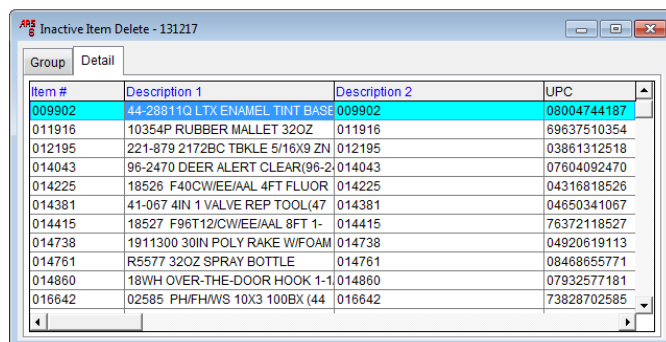 Inactive Item Delete - 131217
Group Detail
Item # Description 1 Description 2 UPC
009902 44-28811Q LTX ENAMEL TINT BASE 009902 08004744187
011916 10354P RUBBER MALLET 32OZ 011916 69637510354
012195 221-879 2172BC TBKLE 5/16X9 ZN 012195 03861312518
014043 96-2470 DEER ALERT CLEAR(96-2 014043 07604092470
014225 18526 F40CW/EE/AAL 4FT FLUOR 014225 04316818526
014381 41-067 4IN 1 VALVE REP TOOL(47 014381 04650341067
014415 18527 F96T12/CW/EE/AAL 8FT 1- 014415 76372118527
014738 1911300 30IN POLY RAKE W/FOAM 014738 04920619113
014761 R5577 32OZ SPRAY BOTTLE 014761 08468655771
014860 18WH OVER-THE-DOOR HOOK 1-1 014860 07932577181
016642 02585 PH/FH/WS 10X3 100BX (44 016642 73828702585